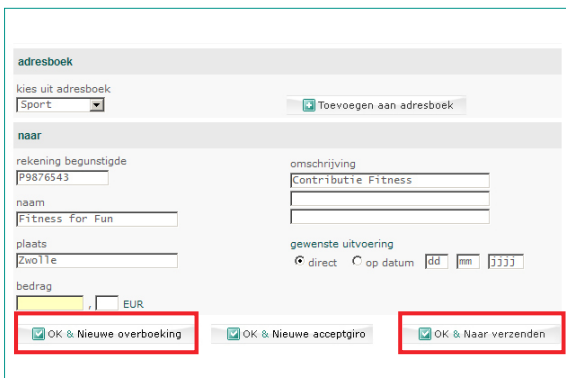 adresboek
kies uit adresboek
Sport
Toevoegen aan adresboek
naar
rekening begunstigde
P9876543
naam
Fitness for Fun
plaats
Zwolle
bedrag
, EUR
omschrijving
Contributie Fitness
gewenste uitvoering
direct op datum dd mm jjjj
OK & Nieuwe overboeking
OK & Nieuwe acceptgiro
OK & Naar verzenden